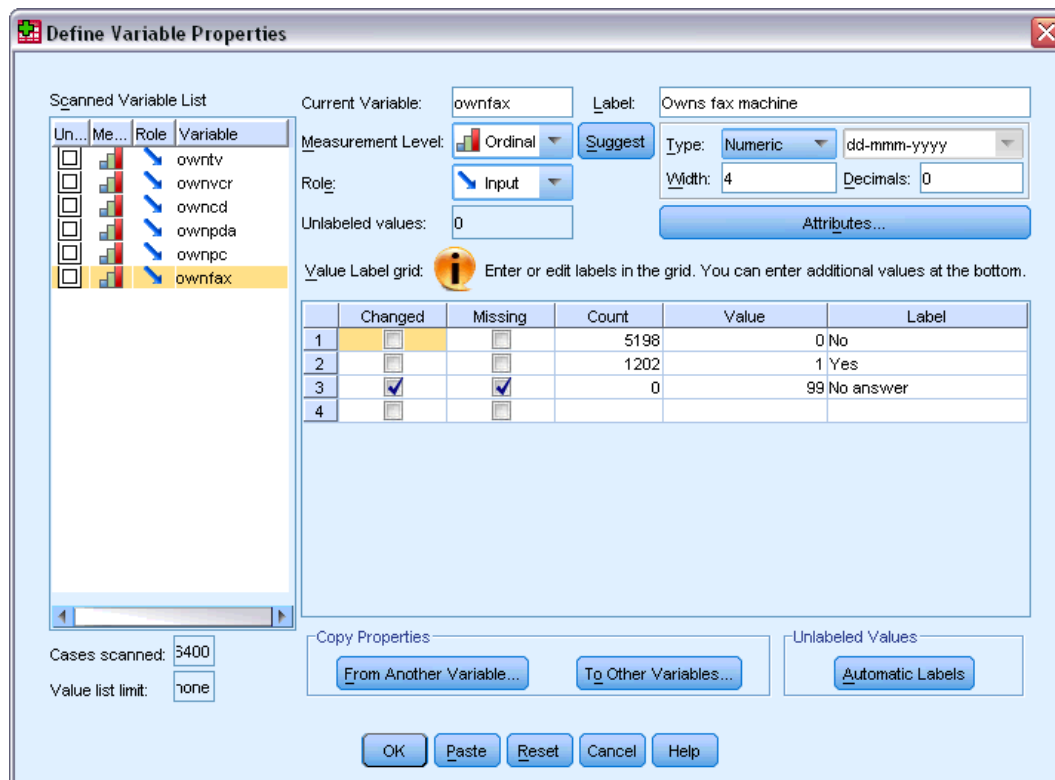 Define Variable Properties
Scanned Variable List
Un... Me... Role Variable
owntv
ownvcr
owncd
ownpda
ownpc
ownfax
Cases scanned: 6400
Value list limit: none
Current Variable: ownfax Label: Owns fax machine
Measurement Level: Ordinal Suggest Type: Numeric dd-mmm-yyyy
Role: Input Width: 4 Decimals: 0
Unlabeled values: 0 Attributes...
Value Label grid: i Enter or edit labels in the grid. You can enter additional values at the bottom.
Changed Missing Count Value Label
1 5198 0 No
2 1202 1 Yes
3 0 99 No answer
4
Copy Properties Unlabeled Values
From Another Variable... To Other Variables... Automatic Labels
OK Paste Reset Cancel Help